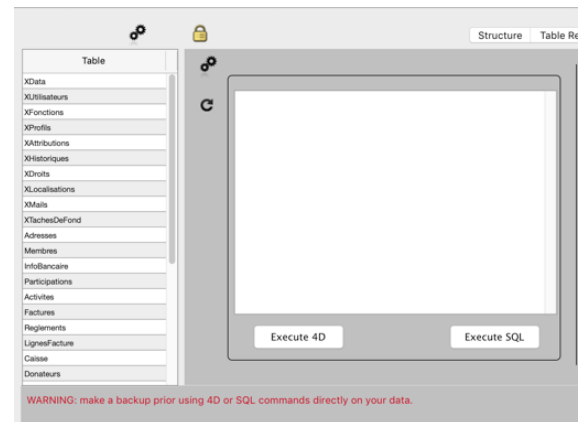 Structure
Table Re
Table
XData
XUtilisateurs
XFonctions
XProfils
XAttributions
XHistoriques
XDroits
XLocalisations
XMails
XTachesDeFond
Adresses
Membres
InfoBancaire
Participations
Activites
Factures
Reglements
LignesFacture
Caisse
Donateurs
Execute 4D
Execute SQL
WARNING: make a backup prior using 4D or SQL commands directly on your data.